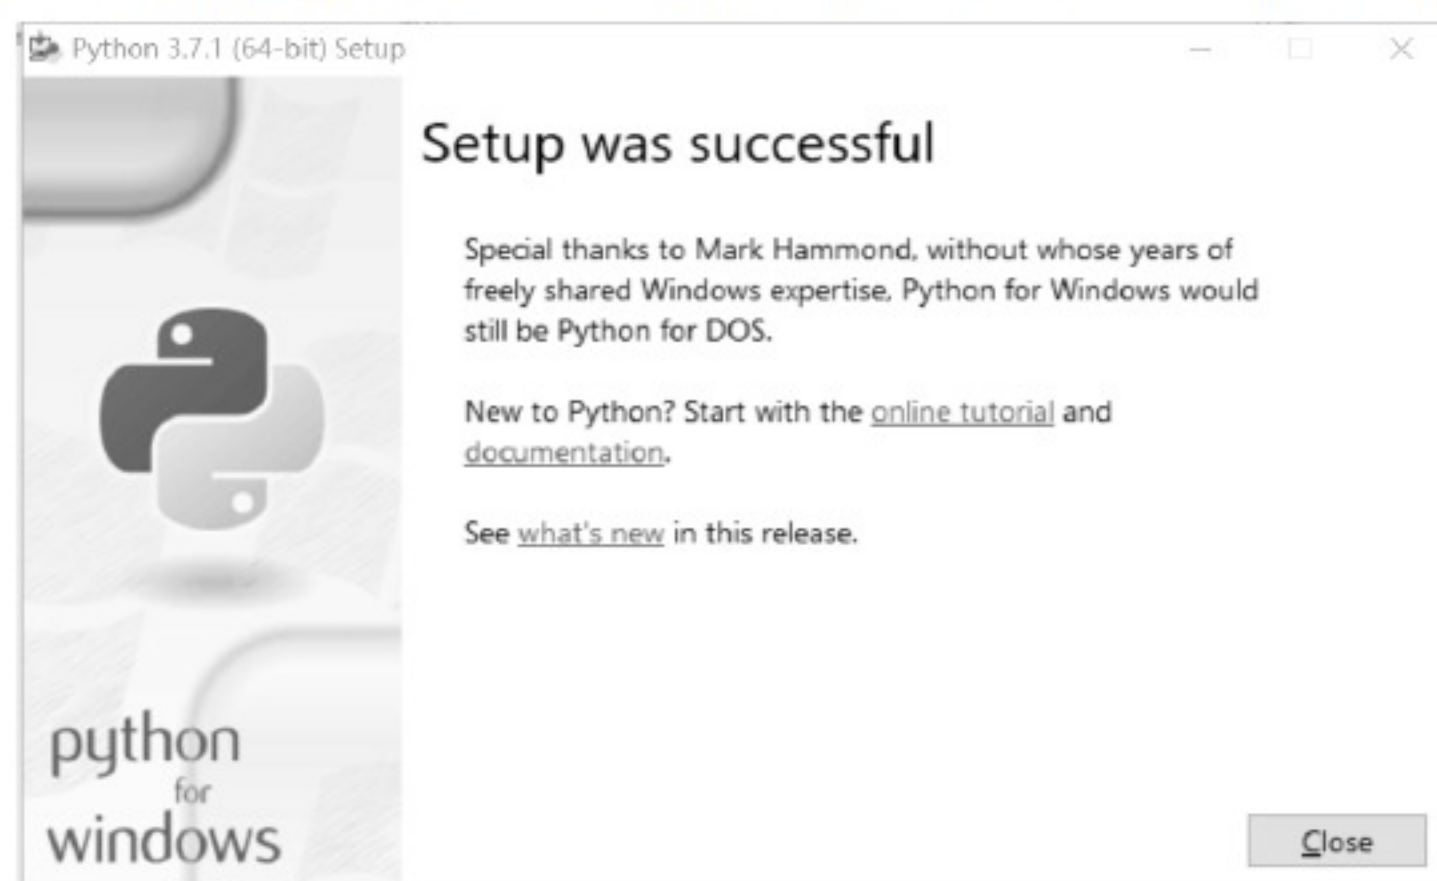 Python 3.7.1 (64-bit) Setup
Setup was successful
Special thanks to Mark Hammond, without whose years of
freely shared Windows expertise, Python for Windows would
still be Python for DOS.
New to Python? Start with the online tutorial and
documentation.
See what's new in this release.
python
for
windows
Close